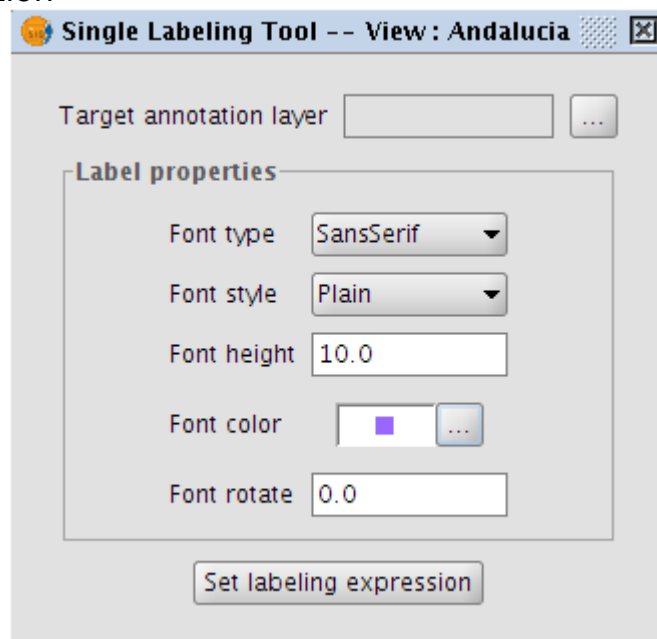 Single Labeling Tool -- View : Andalucia
Target annotation layer ...
Label properties
Font type SansSerif
Font style Plain
Font height 10.0
Font color ...
Font rotate 0.0
Set labeling expression